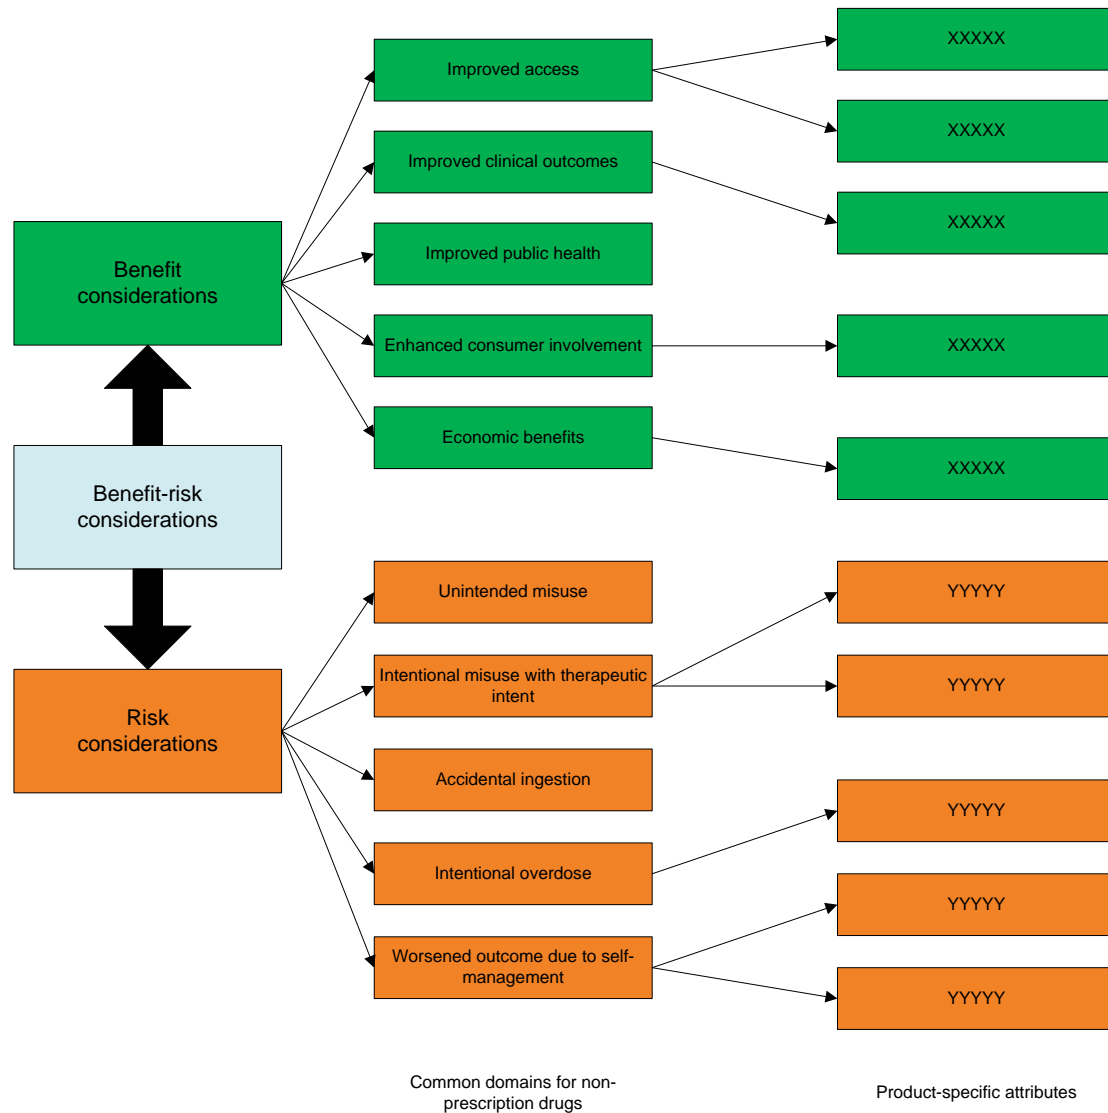 Benefit
considerations
Benefit-risk
considerations
Risk
considerations
Improved access
Improved clinical outcomes
Improved public health
Enhanced consumer involvement
Economic benefits
Unintended misuse
Intentional misuse with therapeutic
intent
Accidental ingestion
Intentional overdose
Worsened outcome due to self-
management
Common domains for non-
prescription drugs
XXXXX
XXXXX
XXXXX
XXXXX
XXXXX
YYYYY
YYYYY
YYYYY
YYYYY
YYYYY
Product-specific attributes